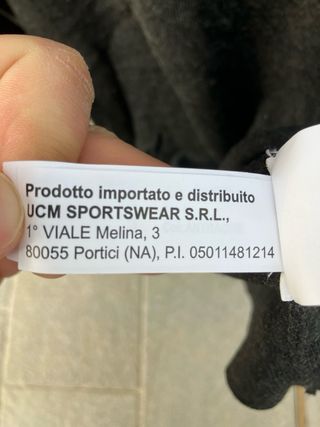 Prodotto importato e distribuito
UCM SPORTSWEAR S.R.L.,
1° VIALE Melina, 3
80055 Portici (NA), P.I. 05011481214